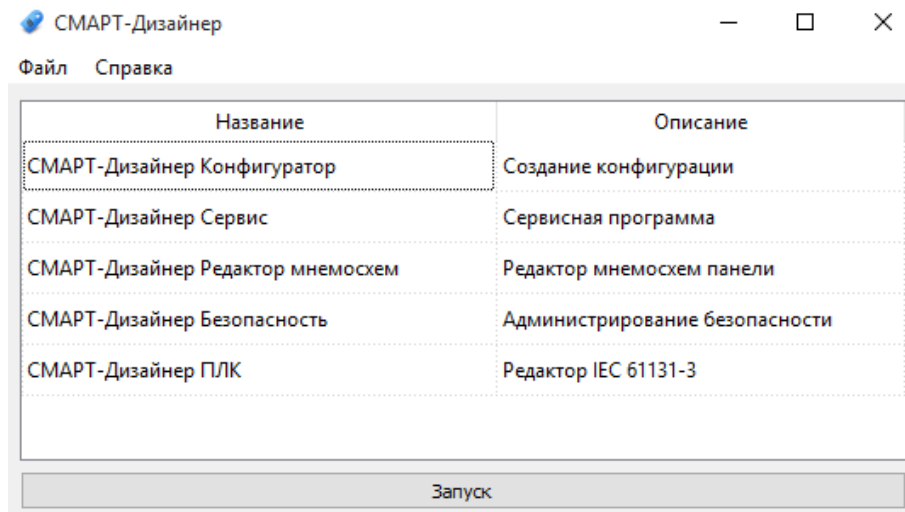 СМАРТ-Дизайнер
Файл Справка
Название Описание
СМАРТ-Дизайнер Конфигуратор Создание конфигурации
СМАРТ-Дизайнер Сервис Сервисная программа
СМАРТ-Дизайнер Редактор мнемосхем Редактор мнемосхем панели
СМАРТ-Дизайнер Безопасность Администрирование безопасности
СМАРТ-Дизайнер ПЛК Редактор IEC 61131-3
Запуск